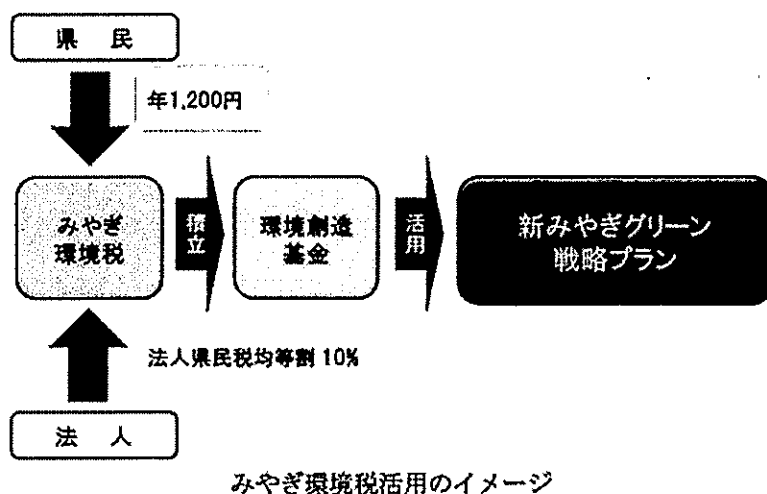 県 民
年1,200円
みやぎ
環境税
積立
環境創造
基金
活用
新みやぎグリーン
戦略プラン
法人県民税均等割 10%
法 人
みやぎ環境税活用のイメージ